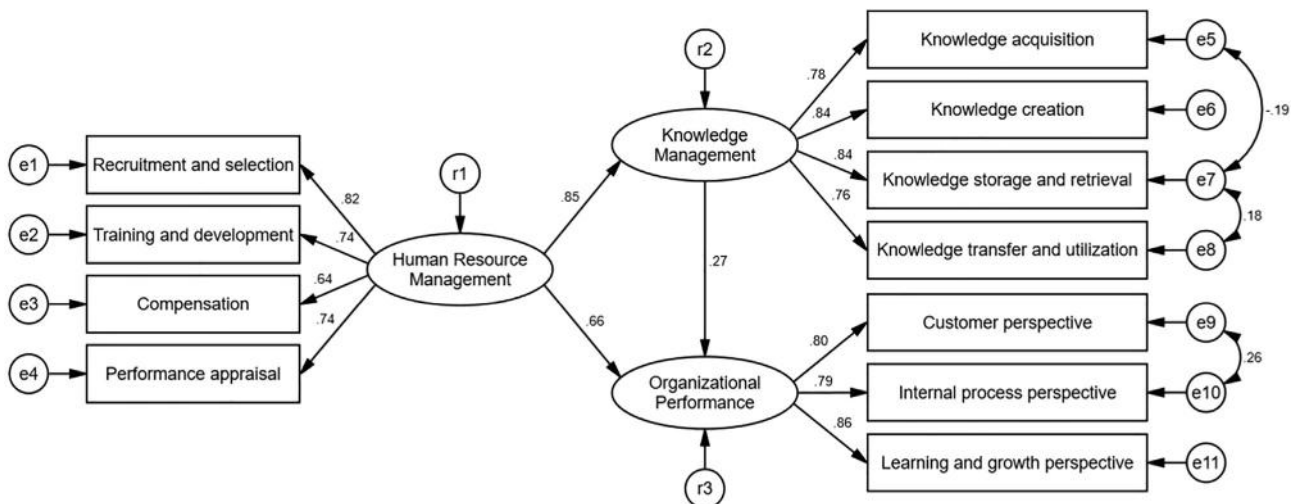 r2
Knowledge acquisition
e5
.78
-.19
Knowledge creation
e6
.84
Knowledge
Management
e1
Recruitment and selection
r1
.84
Knowledge storage and retrieval
e7
.82
.85
.76
.18
e2
Training and development
.74
Knowledge transfer and utilization
e8
Human Resource
Management
.27
.64
e3
Compensation
.74
.66
Customer perspective
e9
.80
.26
e4
Performance appraisal
Organizational
Performance
.79
Internal process perspective
e10
.86
Learning and growth perspective
e11
r3